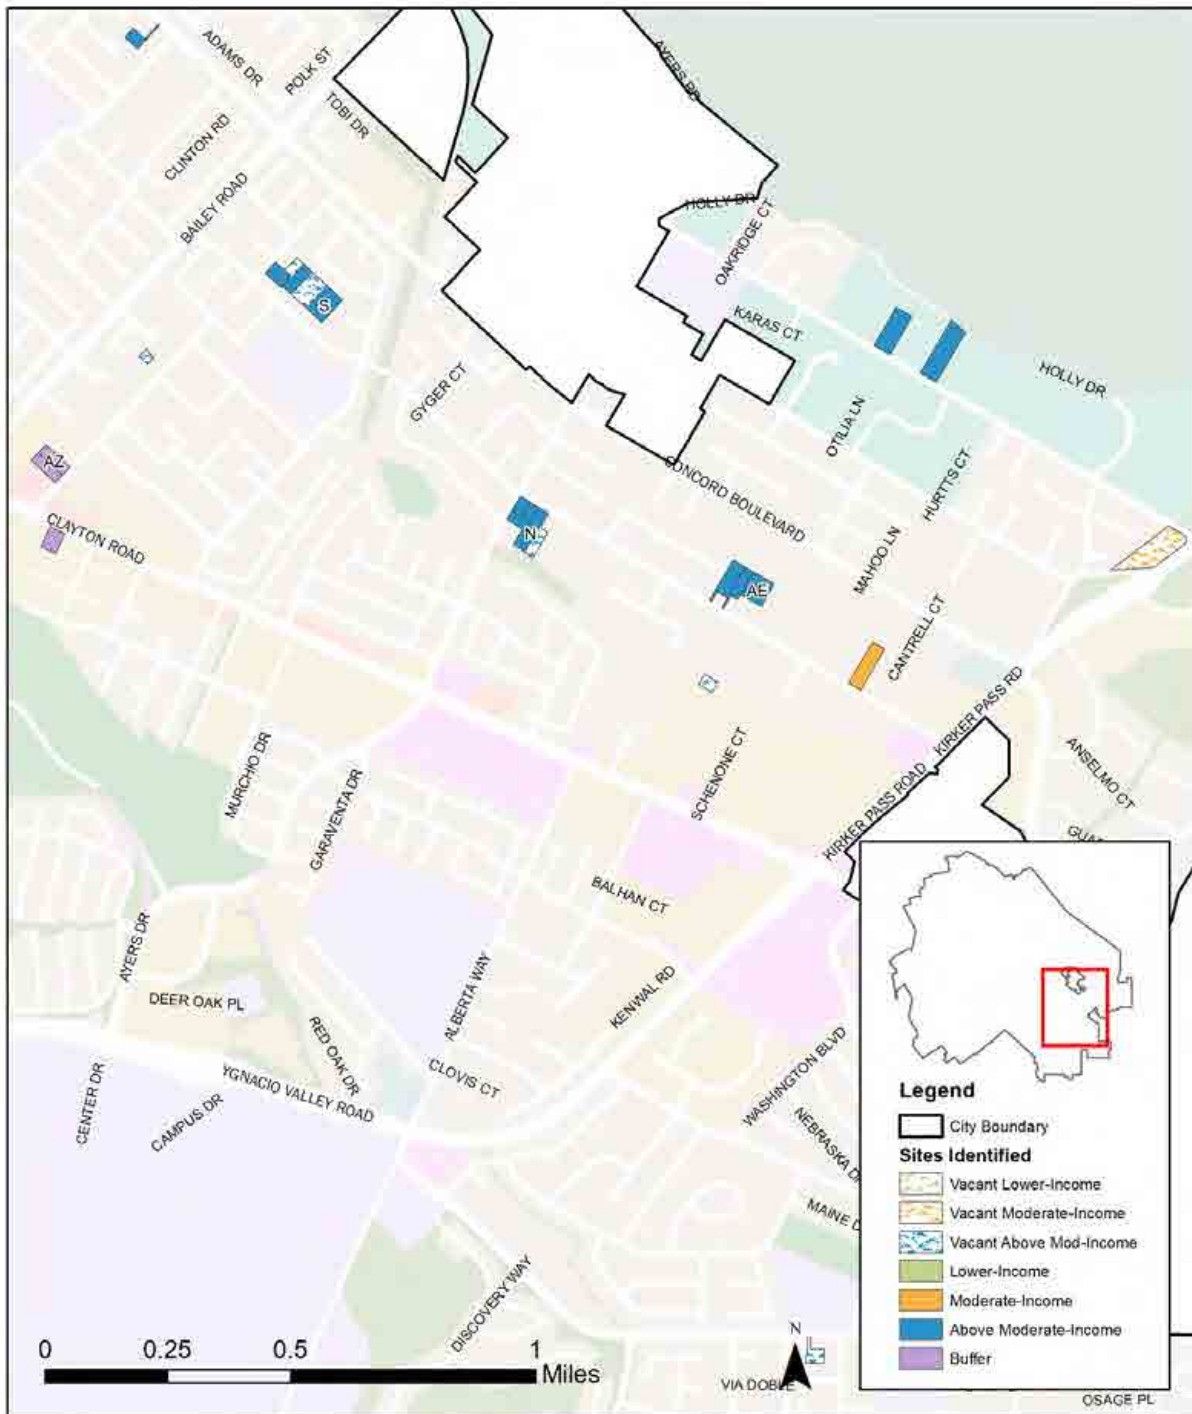 ADAMS DR
POLK ST
AYERS RD
TOBI DR
CLINTON RD
BAILEY ROAD
HOLLY DR
OAKRIDGE CT
S
KARAS CT
HOLLY DR
GYGER CT
OTILIA LN
AZ
CONCORD BOULEVARD
HURTTS CT
CLAYTON ROAD
N
MAHOO LN
AE
CANTRELL CT
KIRKER PASS RD
MURCHIO DR
SCHENONE CT
ANSELMO CT
GARAVENTA DR
KIRKER PASS ROAD
BALHAN CT
AYERS DR
DEER OAK PL
ALBERTA WAY
KENWAL RD
RED OAK DR
CLOVIS CT
WASHINGTON BLVD
YGNACIO VALLEY ROAD
CENTER DR
CAMPUS DR
NEBRASKA DR
MAINE D
DISCOVERY WAY
Legend
City Boundary
Sites Identified
Vacant Lower-Income
Vacant Moderate-Income
Vacant Above Mod-Income
Lower-Income
Moderate-Income
Above Moderate-Income
Buffer
0 0.25 0.5 1
Miles
N
VIA DOBLE
OSAGE PL